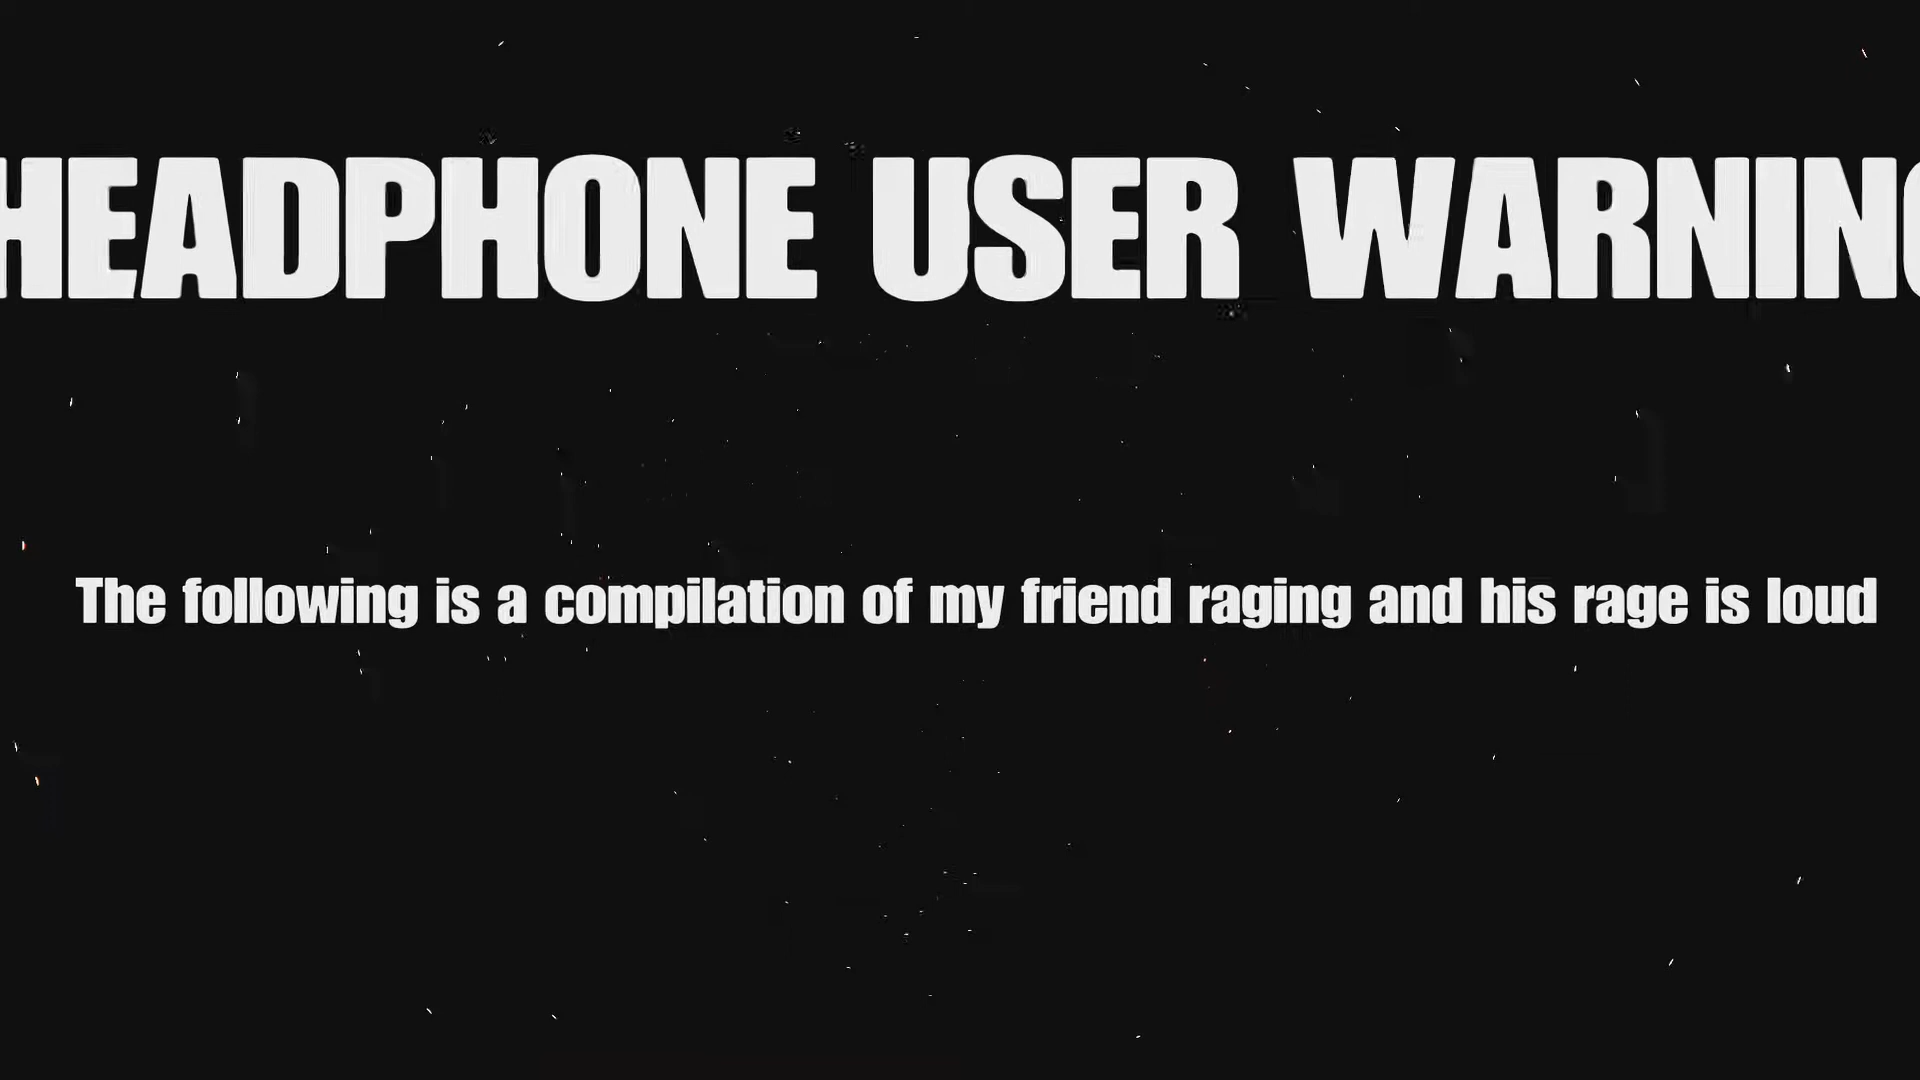 HEADPHONE USER WARNING
The following is a compilation of my friend raging and his rage is loud